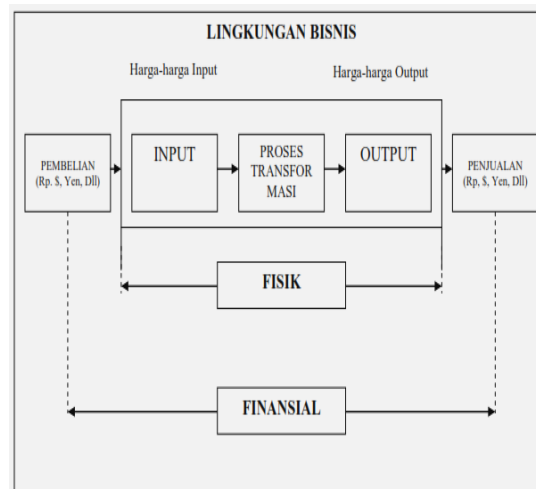 LINGKUNGAN BISNIS
Harga-harga Input
Harga-harga Output
PEMBELIAN
(Rp. $, Yen, Dll)
INPUT
PROSES
TRANSFOR
MASI
OUTPUT
PENJUALAN
(Rp, $, Yen, Dll)
FISIK
FINANSIAL